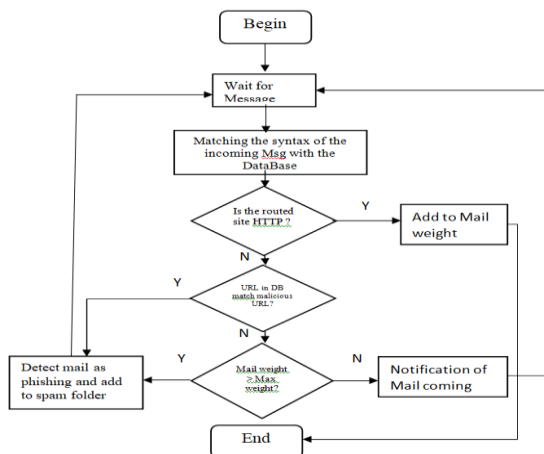 Begin
Wait for
Message
Matching the syntax of the
incoming Msg with the
DataBase
Is the routed
site HTTP ?
Y
Add to Mail
weight
N
URL in DB
match malicious
URL?
Y
N
Mail weight
≥ Max
weight?
Y
N
Detect mail as
phishing and add
to spam folder
Notification of
Mail coming
End